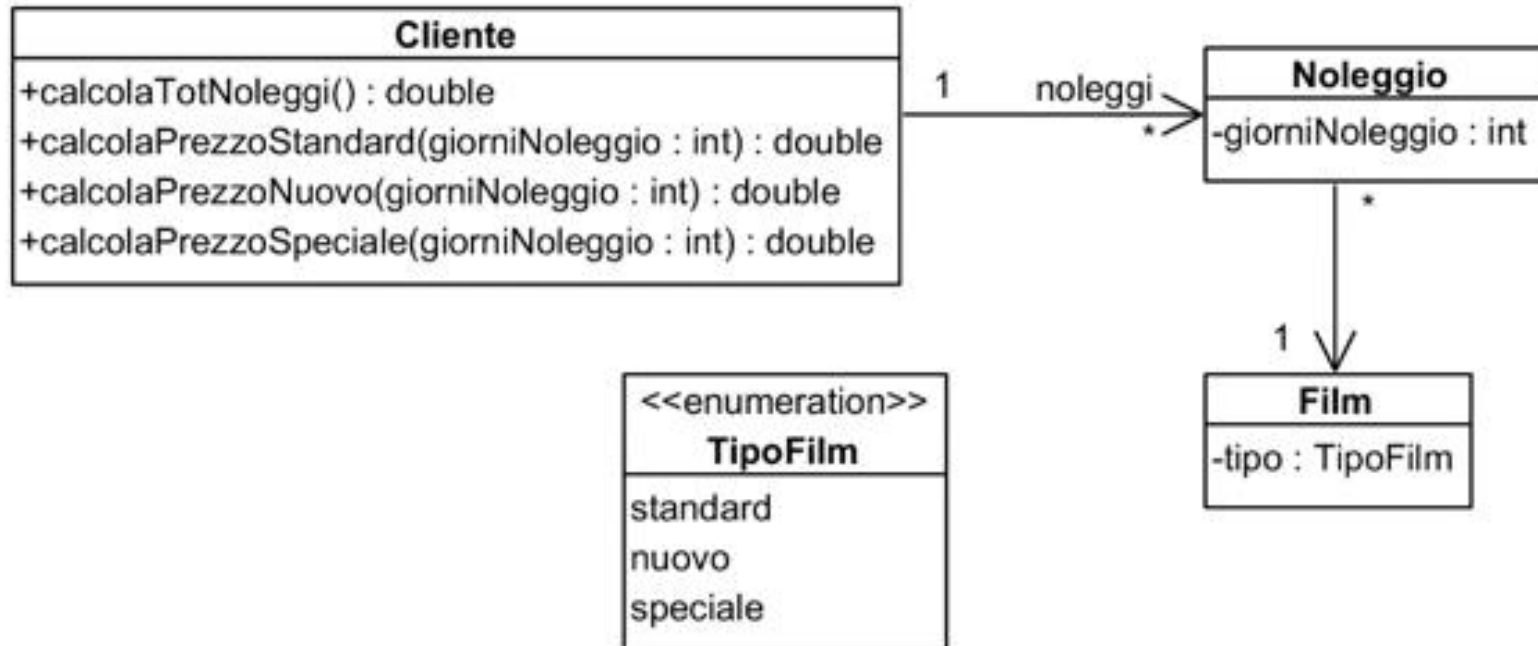 Cliente
+calcolaTotNoleggi() : double
+calcolaPrezzoStandard(giorniNoleggio : int) : double
+calcolaPrezzoNuovo(giorniNoleggio : int) : double
+calcolaPrezzoSpeciale(giorniNoleggio : int) : double
1
noleggi
*
Noleggio
-giorniNoleggio : int
*
1
Film
-tipo : TipoFilm
<<enumeration>>
TipoFilm
standard
nuovo
speciale